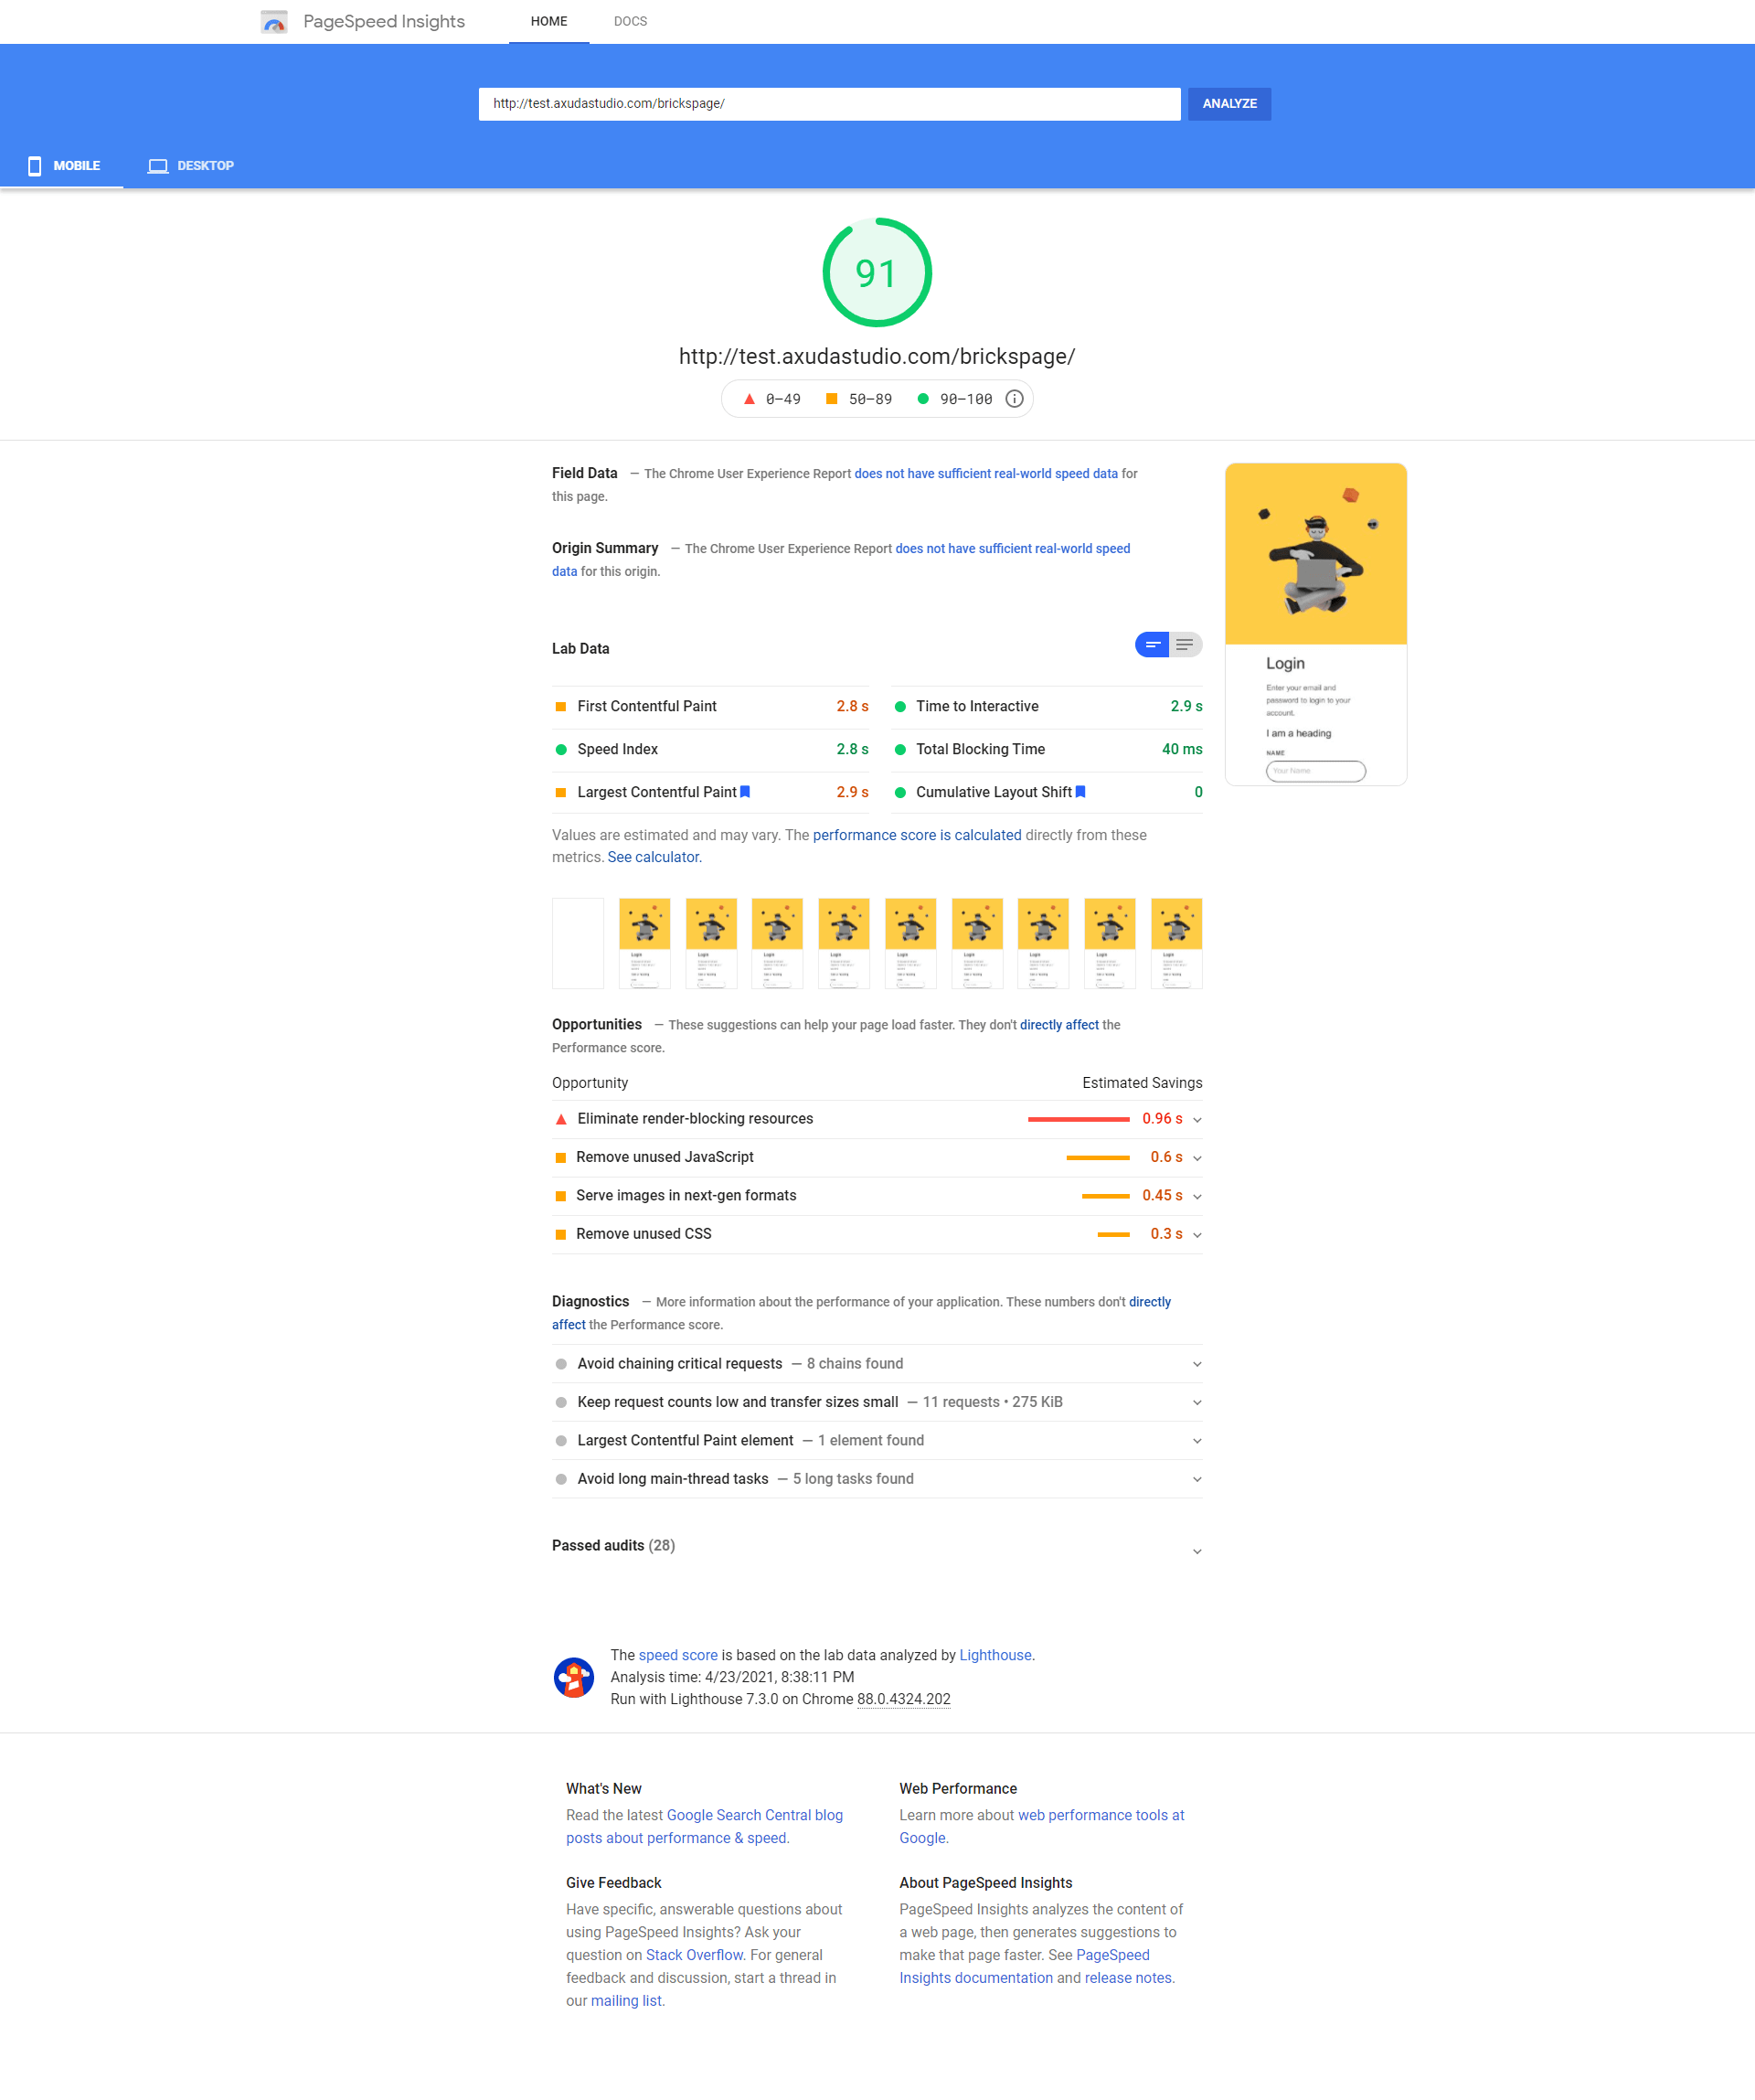 PageSpeed Insights
HOME
DOCS
http://test.axudastudio.com/brickspage/
ANALYZE
MOBILE
DESKTOP
91
http://test.axudastudio.com/brickspage/
0–49
50–89
90–100
Field Data — The Chrome User Experience Report does not have sufficient real-world speed data for
this page.
Origin Summary — The Chrome User Experience Report does not have sufficient real-world speed
data for this origin.
Login
Enter your email and
password to login to your
account.
I am a heading
NAME
Your Name
Lab Data
First Contentful Paint 2.8 s
Time to Interactive 2.9 s
Speed Index 2.8 s
Total Blocking Time 40 ms
Largest Contentful Paint 2.9 s
Cumulative Layout Shift 0
Values are estimated and may vary. The performance score is calculated directly from these
metrics. See calculator.
Opportunities — These suggestions can help your page load faster. They don't directly affect the
Performance score.
Opportunity Estimated Savings
Eliminate render-blocking resources 0.96 s
Remove unused JavaScript 0.6 s
Serve images in next-gen formats 0.45 s
Remove unused CSS 0.3 s
Diagnostics — More information about the performance of your application. These numbers don't directly
affect the Performance score.
Avoid chaining critical requests — 8 chains found
Keep request counts low and transfer sizes small — 11 requests • 275 KiB
Largest Contentful Paint element — 1 element found
Avoid long main-thread tasks — 5 long tasks found
Passed audits (28)
The speed score is based on the lab data analyzed by Lighthouse.
Analysis time: 4/23/2021, 8:38:11 PM
Run with Lighthouse 7.3.0 on Chrome 88.0.4324.202
What's New
Read the latest Google Search Central blog
posts about performance & speed.
Web Performance
Learn more about web performance tools at
Google.
Give Feedback
Have specific, answerable questions about
using PageSpeed Insights? Ask your
question on Stack Overflow. For general
feedback and discussion, start a thread in
our mailing list.
About PageSpeed Insights
PageSpeed Insights analyzes the content of
a web page, then generates suggestions to
make that page faster. See PageSpeed
Insights documentation and release notes.